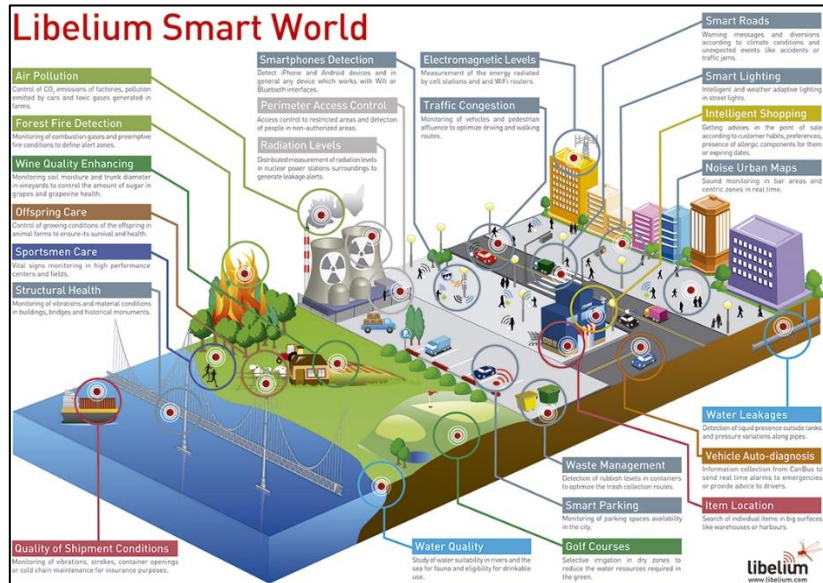 Libelium Smart World
Air Pollution
Control of CO₂ emissions of factories, pollution
emitted by cars and toxic gases generated in
farms.
Forest Fire Detection
Monitoring of combustion gases and preemptive
fire conditions to define alert zones.
Wine Quality Enhancing
Monitoring soil moisture and trunk diameter
in vineyards to control the amount of sugar in
grapes and grapevine health.
Offspring Care
Control of growing conditions of the offspring in
animal farms to ensure its survival and health.
Sportsmen Care
Vital signs monitoring in high performance
centers and fields.
Structural Health
Monitoring of vibrations and material conditions
in buildings, bridges and historical monuments.
Quality of Shipment Conditions
Monitoring of vibrations, strokes, container openings
or cold chain maintenance for insurance purposes.
Smartphones Detection
Detect iPhone and Android devices and in
general any device which works with Wifi or
Bluetooth interfaces.
Perimeter Access Control
Access control to restricted areas and detection
of people in non-authorized areas.
Radiation Levels
Distributed measurement of radiation levels
in nuclear power stations surroundings to
generate leakage alerts.
Electromagnetic Levels
Measurement of the energy radiated
by cell stations and and WiFi routers.
Traffic Congestion
Monitoring of vehicles and pedestrian
affluence to optimize driving and walking
routes.
Smart Roads
Warning messages and diversions
according to climate conditions and
unexpected events like accidents or
traffic jams.
Smart Lighting
Intelligent and weather adaptive lighting
in street lights.
Intelligent Shopping
Getting advices in the point of sale
according to customer habits, preferences,
presence of allergic components for them
or expiring dates.
Noise Urban Maps
Sound monitoring in bar areas and
centric zones in real time.
Water Leakages
Detection of liquid presence outside tanks
and pressure variations along pipes.
Vehicle Auto-diagnosis
Information collection from CanBus to
send real time alarms to emergencies
or provide advice to drivers.
Item Location
Search of individual items in big surfaces
like warehouses or harbours.
Waste Management
Detection of rubbish levels in containers
to optimize the trash collection routes.
Smart Parking
Monitoring of parking spaces availability
in the city.
Golf Courses
Selective irrigation in dry zones to
reduce the water resources required in
the green.
Water Quality
Study of water suitability in rivers and the
sea for fauna and eligibility for drinkable
use.
libelium
www.libelium.com